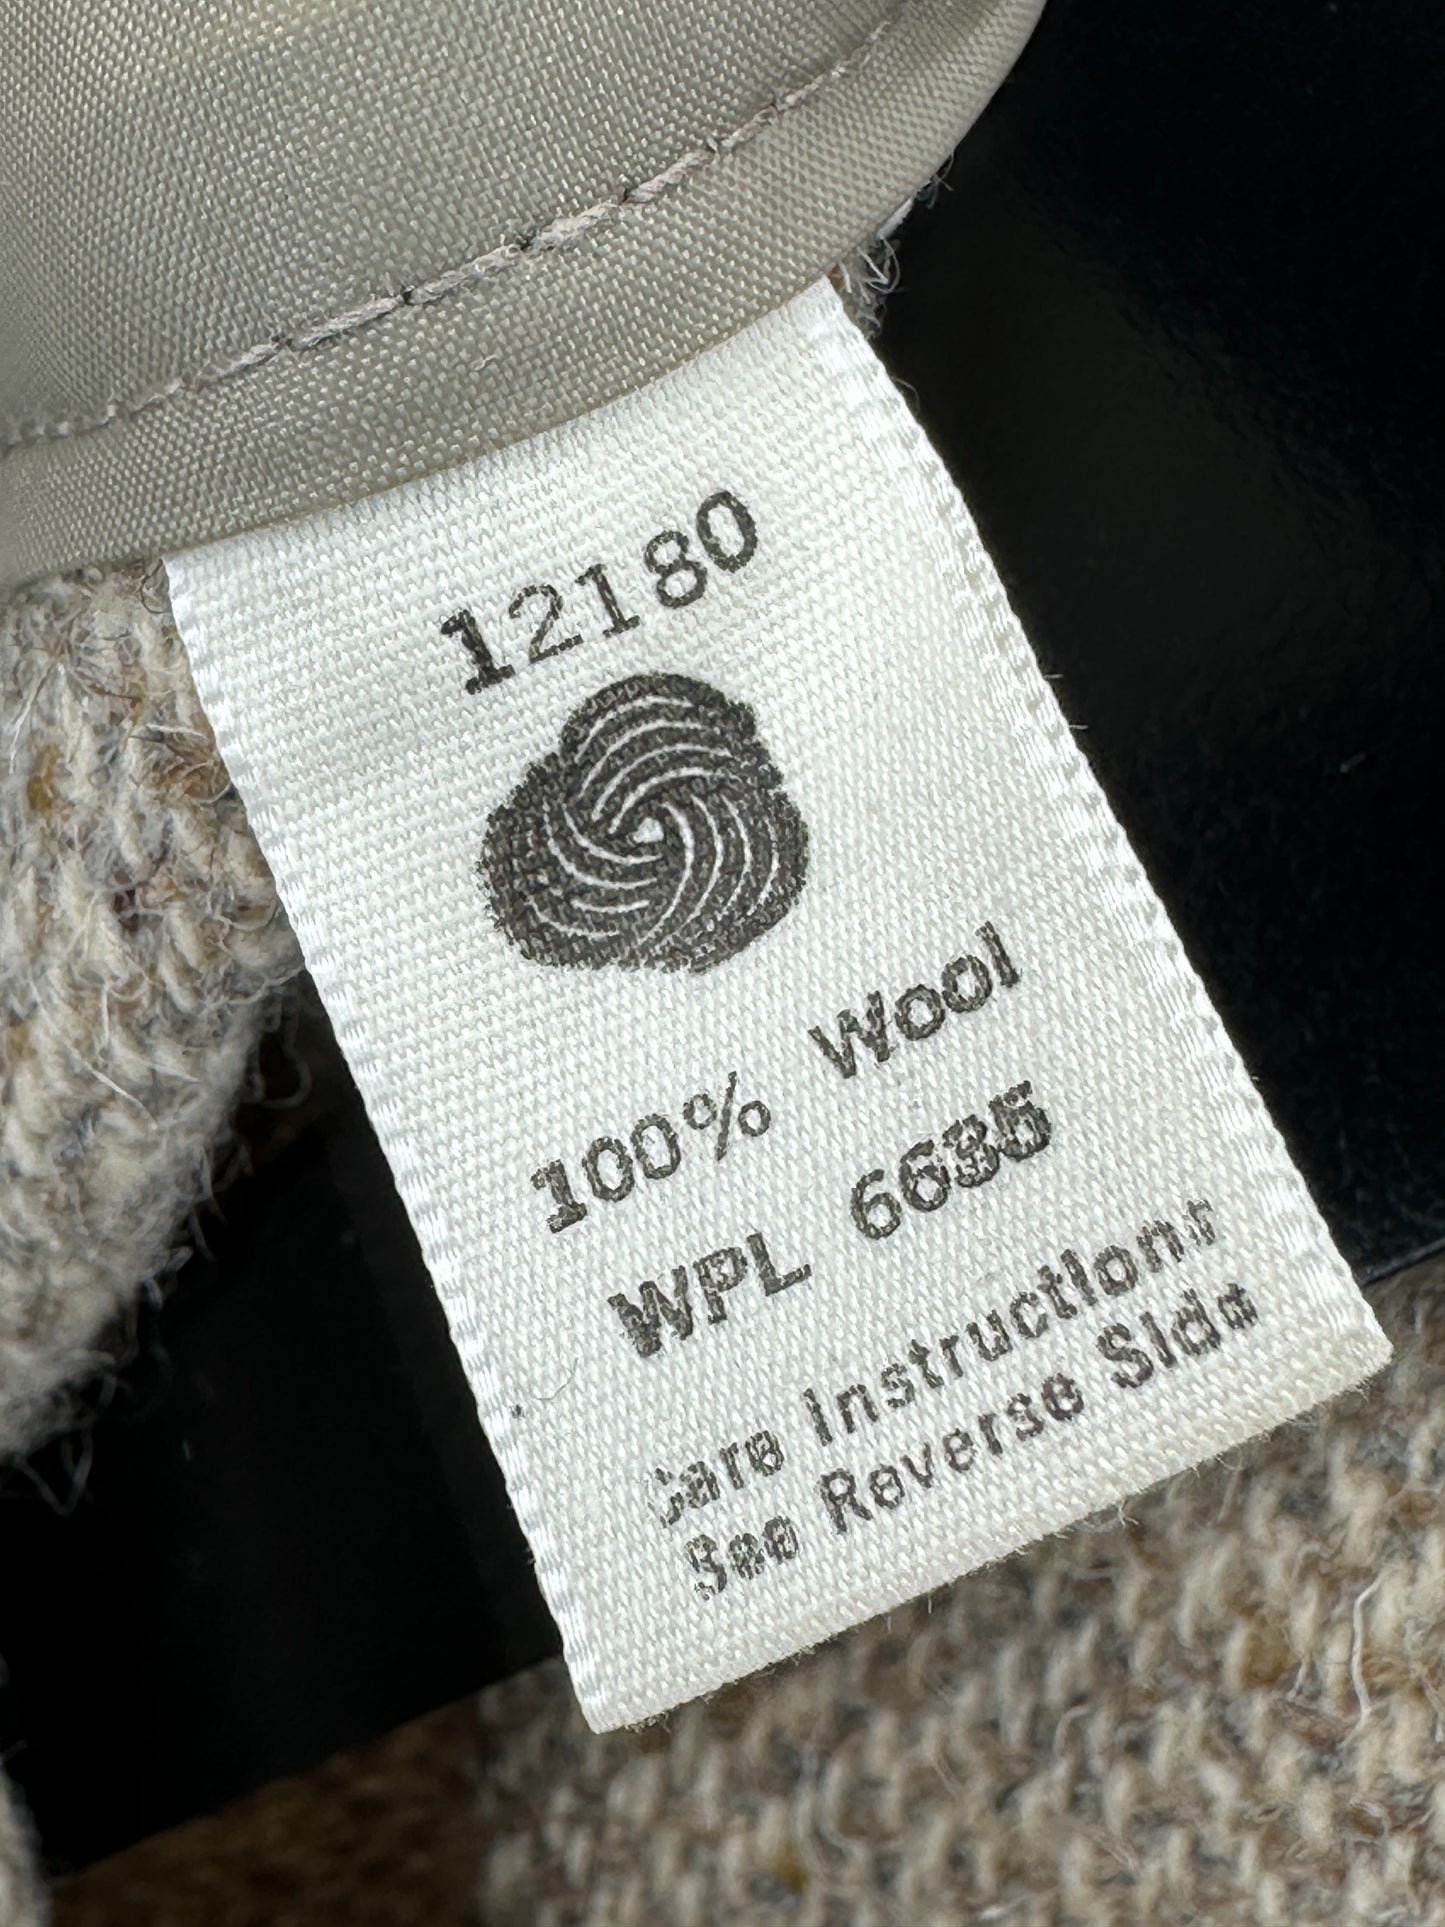 12180
100% Wool
WPL 6635
Care Instructions
See Reverse Side